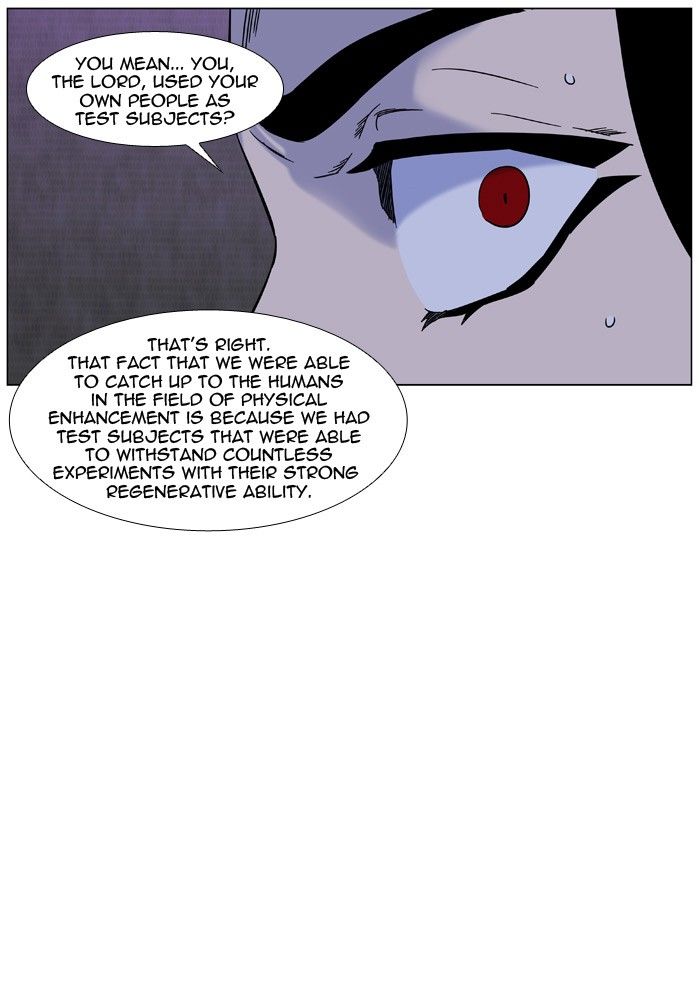 YOU MEAN... YOU,
THE LORD, USED YOUR
OWN PEOPLE AS
TEST SUBJECTS?
THAT'S RIGHT.
THAT FACT THAT WE WERE ABLE
TO CATCH UP TO THE HUMANS
IN THE FIELD OF PHYSICAL
ENHANCEMENT IS BECAUSE WE HAD
TEST SUBJECTS THAT WERE ABLE
TO WITHSTAND COUNTLESS
EXPERIMENTS WITH THEIR STRONG
REGENERATIVE ABILITY.